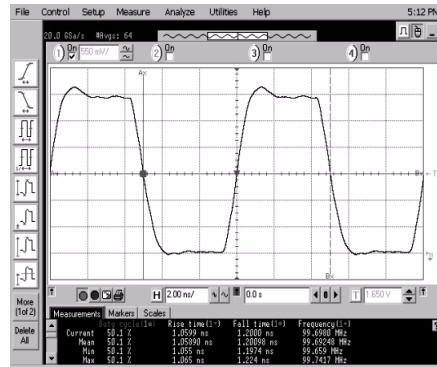 File Control Setup Measure Analyze Utilities Help 5:12 PM
20.0 GSa/s #Avgs: 64
1) On 550 mV/ 2) On 3) On 4) On
Ax
T
Bx
H 2.00 ns/ 0.0 s T 1.650 V
More
(1of 2)
Delete
All
Measurements Markers Scales
Duty cycle(1=) Rise time(1-) Fall time(1-) Frequency(1-)
Current 50.1 % 1.0599 ns 1.2000 ns 99.6980 MHz
Mean 50.1 % 1.05890 ns 1.20098 ns 99.69248 MHz
Min 50.1 % 1.055 ns 1.1974 ns 99.659 MHz
Max 50.1 % 1.065 ns 1.224 ns 99.7417 MHz